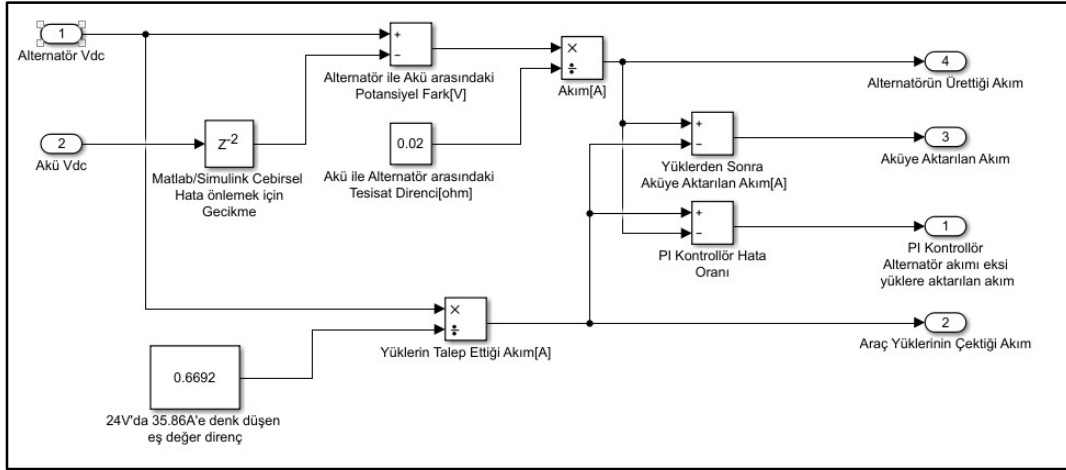 1
Alternatör Vdc
+
−
Alternatör ile Akü arasındaki
Potansiyel Fark[V]
×
÷
Akım[A]
4
Alternatörün Ürettiği Akım
2
Akü Vdc
Z-2
Matlab/Simulink Cebirsel
Hata önlemek için
Gecikme
0.02
Akü ile Alternatör arasındaki
Tesisat Direnci[ohm]
+
−
Yüklerden Sonra
Aküye Aktarılan Akım[A]
3
Aküye Aktarılan Akım
+
−
PI Kontrollör Hata
Oranı
1
PI Kontrollör
Alternatör akımı eksi
yüklere aktarılan akım
×
÷
Yüklerin Talep Ettiği Akım[A]
2
Araç Yüklerinin Çektiği Akım
0.6692
24V'da 35.86A'e denk düşen
eş değer direnç